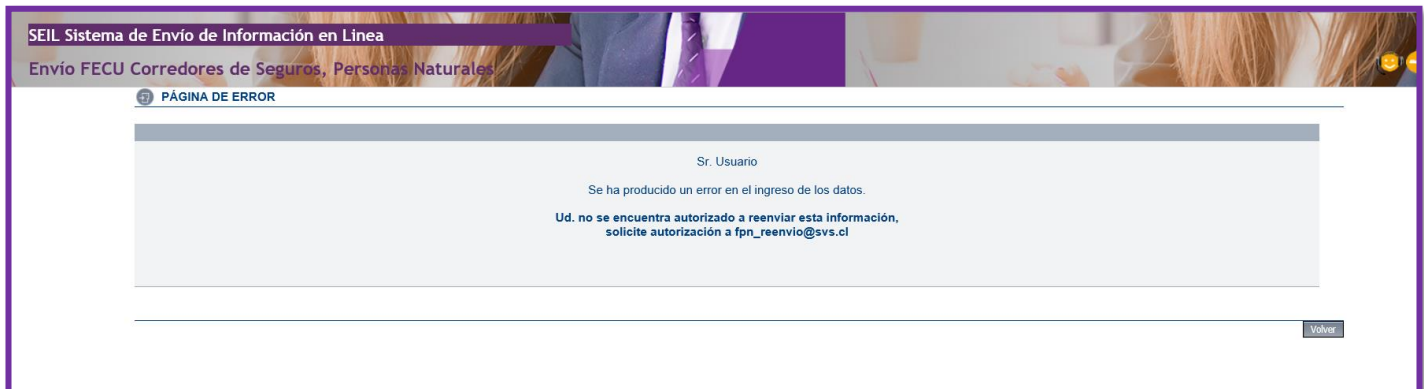 SEIL Sistema de Envío de Información en Linea
Envío FECU Corredores de Seguros, Personas Naturales
PÁGINA DE ERROR
Sr. Usuario
Se ha producido un error en el ingreso de los datos.
Ud. no se encuentra autorizado a reenviar esta información,
solicite autorización a fpn_reenvio@svs.cl
Volver